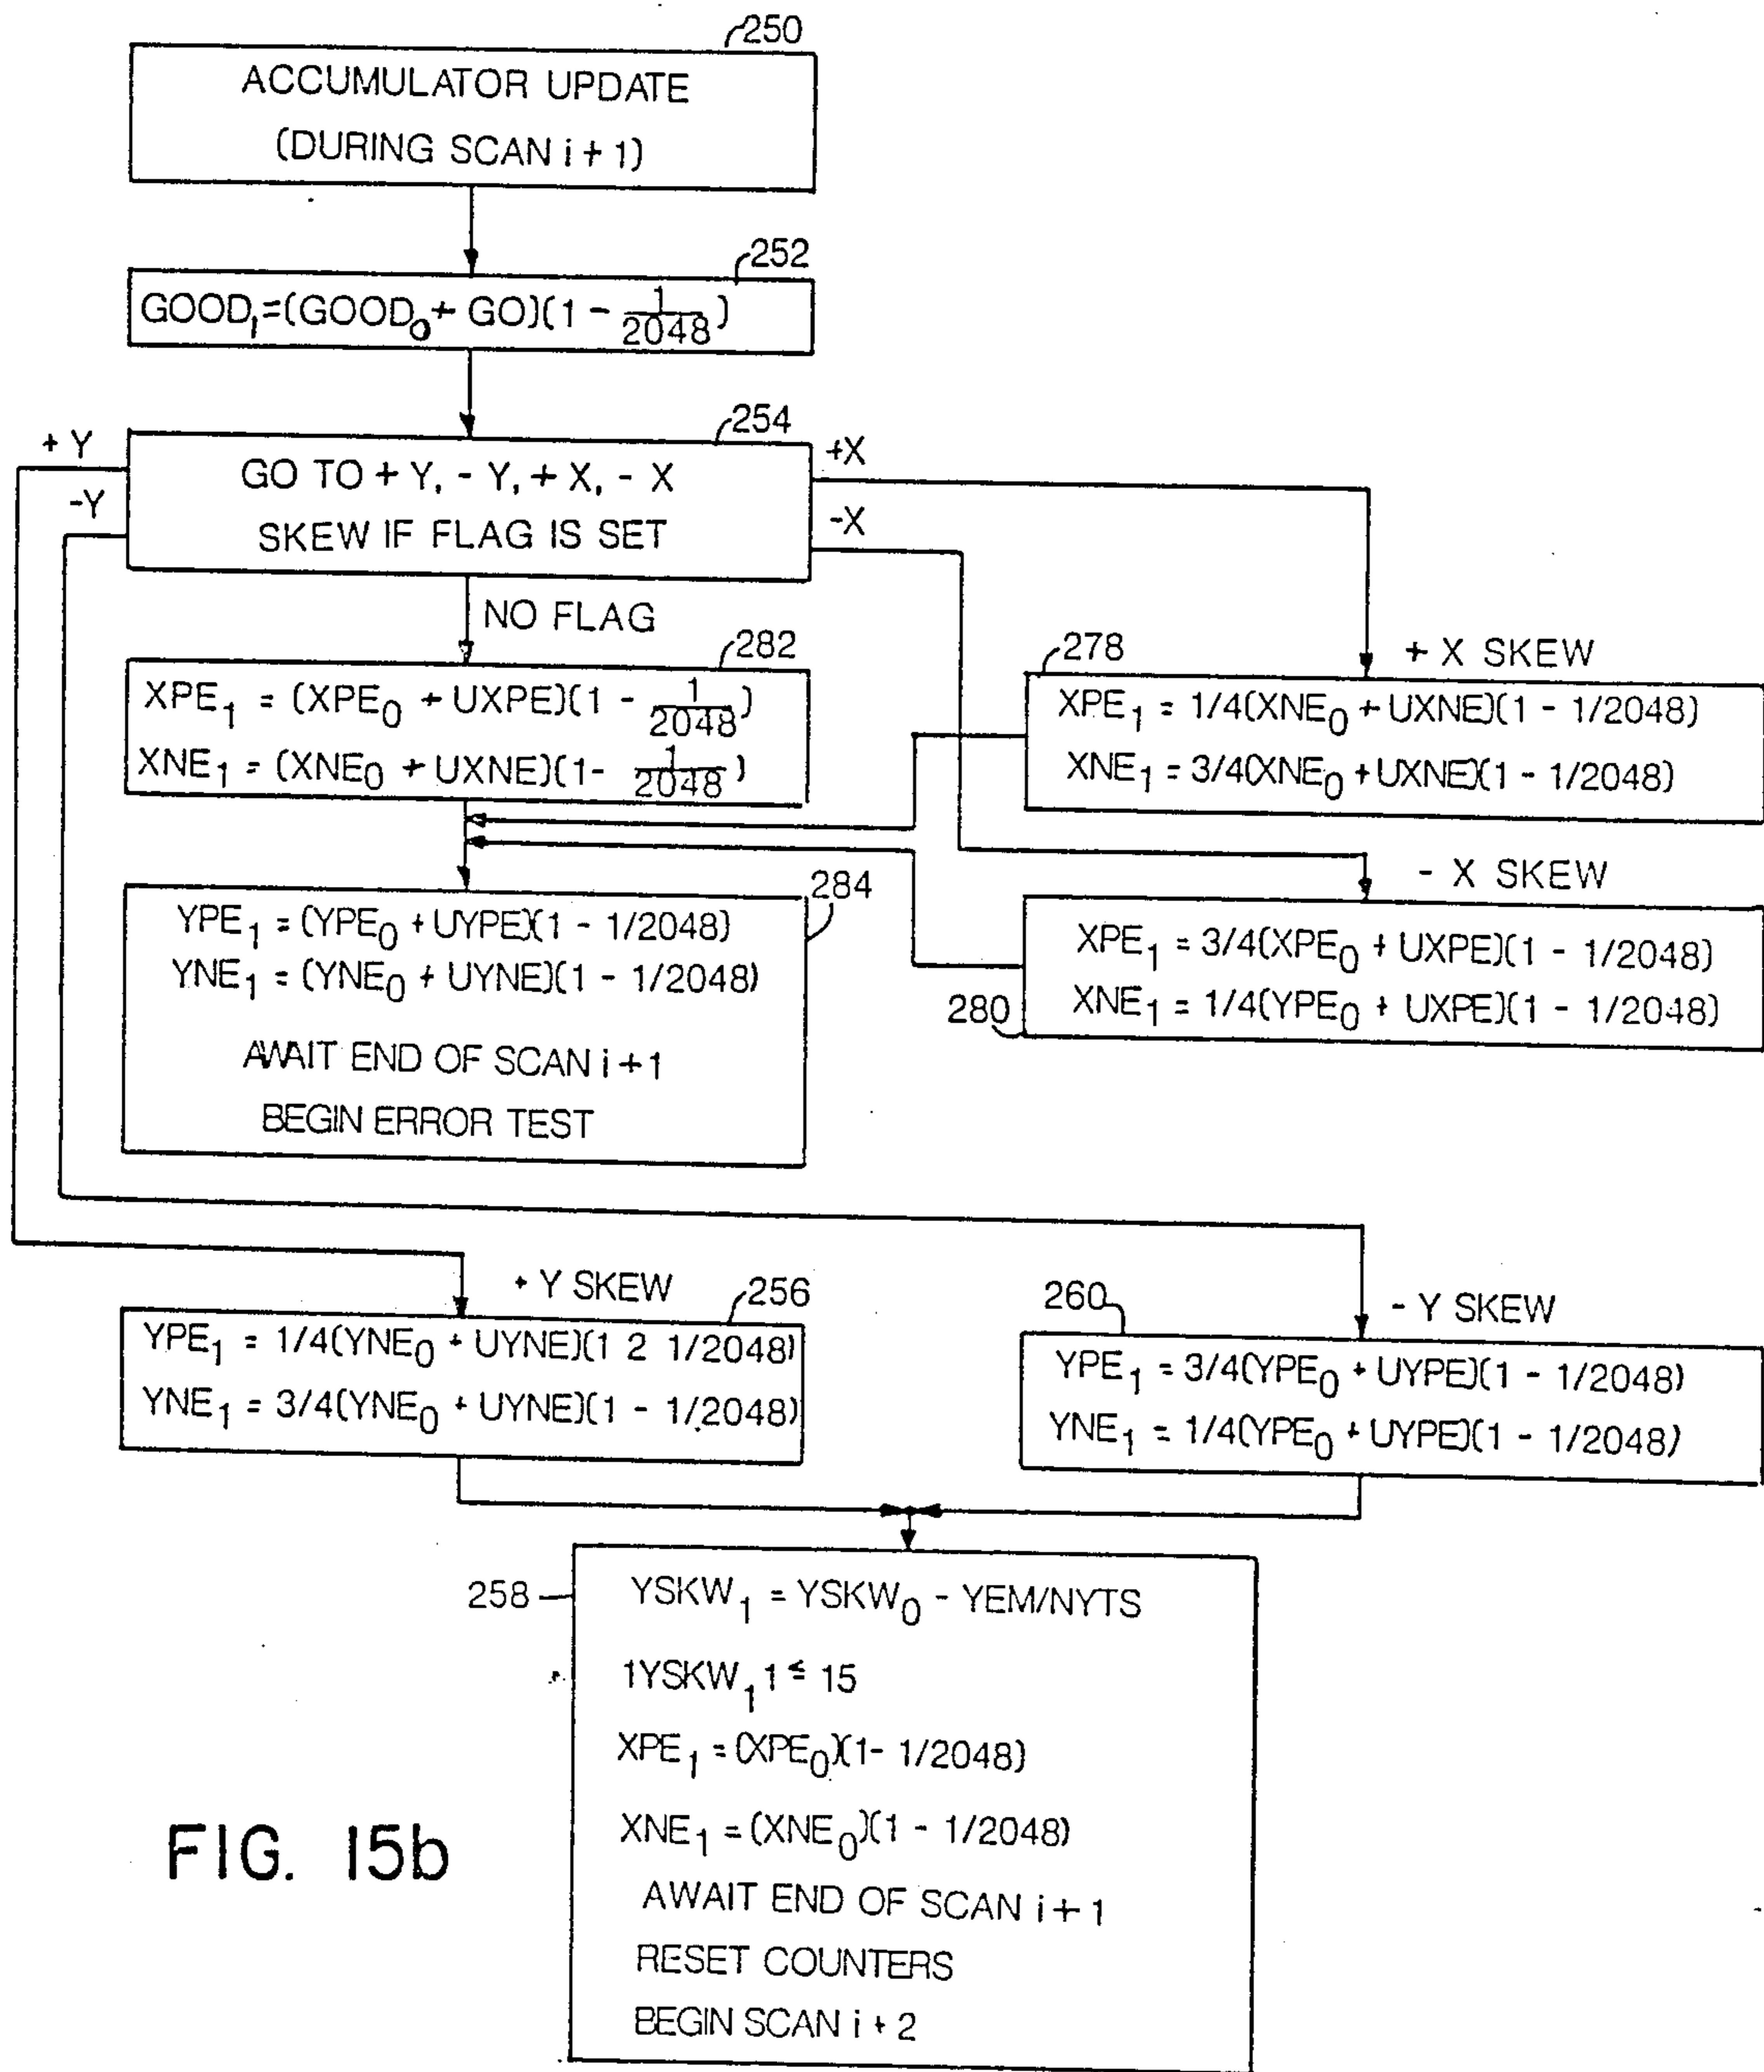 250
ACCUMULATOR UPDATE
(DURING SCAN i + 1)
252
GOOD₁=(GOOD₀+ GO)(1 - 1/2048)
254
+ Y
-Y
GO TO + Y, - Y, + X, - X
SKEW IF FLAG IS SET
+X
-X
NO FLAG
282
XPE₁ = (XPE₀ + UXPE)(1 - 1/2048)
XNE₁ = (XNE₀ + UXNE)(1- 1/2048)
278
+ X SKEW
XPE₁ = 1/4(XNE₀ + UXNE)(1 - 1/2048)
XNE₁ = 3/4(XNE₀ + UXNE)(1 - 1/2048)
284
YPE₁ = (YPE₀ + UYPE)(1 - 1/2048)
YNE₁ = (YNE₀ + UYNE)(1 - 1/2048)
AWAIT END OF SCAN i + 1
BEGIN ERROR TEST
- X SKEW
XPE₁ = 3/4(XPE₀ + UXPE)(1 - 1/2048)
XNE₁ = 1/4(YPE₀ + UXPE)(1 - 1/2048)
280
+ Y SKEW
256
YPE₁ = 1/4(YNE₀ + UYNE)(1 2 1/2048)
YNE₁ = 3/4(YNE₀ + UYNE)(1 - 1/2048)
260
- Y SKEW
YPE₁ = 3/4(YPE₀ + UYPE)(1 - 1/2048)
YNE₁ = 1/4(YPE₀ + UYPE)(1 - 1/2048)
258
YSKW₁ = YSKW₀ - YEM/NYTS
1YSKW₁1 ≤ 15
XPE₁ = (XPE₀)(1- 1/2048)
XNE₁ = (XNE₀)(1 - 1/2048)
AWAIT END OF SCAN i + 1
RESET COUNTERS
BEGIN SCAN i + 2
FIG. 15b